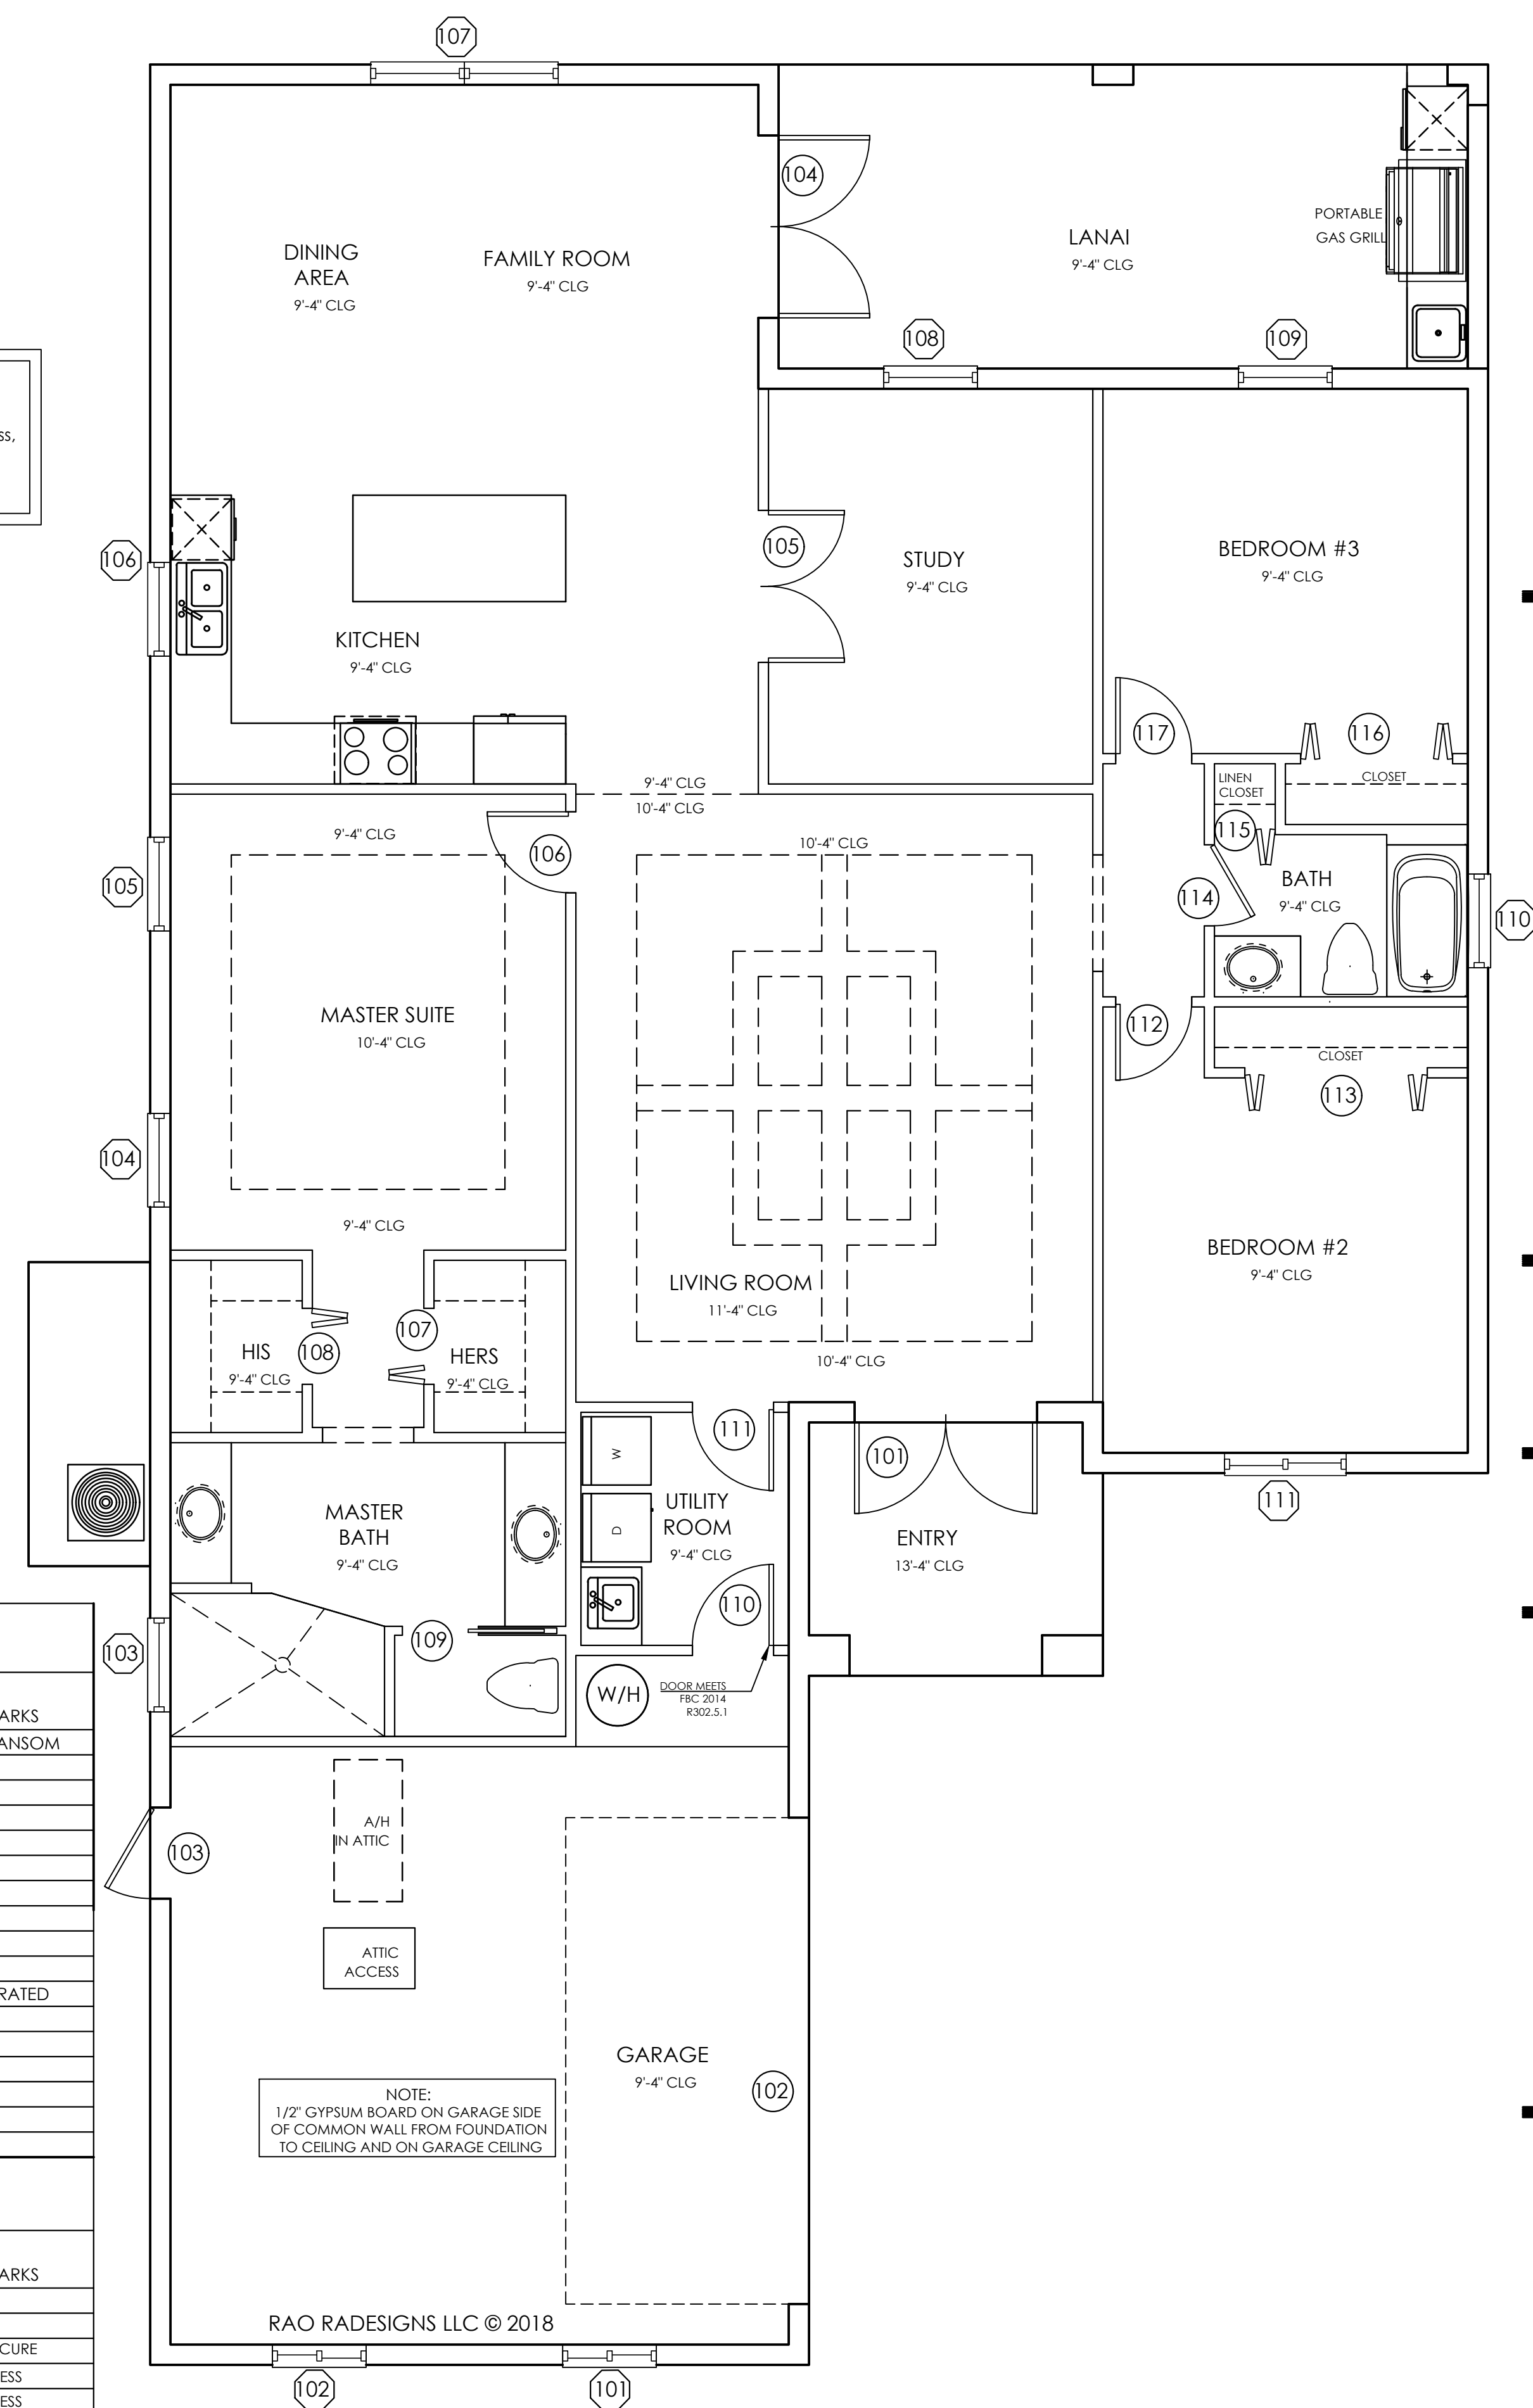 107
104
DINING
AREA
9'-4" CLG
FAMILY ROOM
9'-4" CLG
LANAI
9'-4" CLG
PORTABLE
GAS GRILL
108
109
106
105
STUDY
9'-4" CLG
BEDROOM #3
9'-4" CLG
KITCHEN
9'-4" CLG
117
116
CLOSET
LINEN
CLOSET
115
9'-4" CLG
10'-4" CLG
9'-4" CLG
106
10'-4" CLG
105
114
BATH
9'-4" CLG
110
MASTER SUITE
10'-4" CLG
112
CLOSET
113
104
9'-4" CLG
BEDROOM #2
9'-4" CLG
LIVING ROOM
11'-4" CLG
10'-4" CLG
HIS
9'-4" CLG
108
107
HERS
9'-4" CLG
W
111
101
111
D
UTILITY
ROOM
9'-4" CLG
MASTER
BATH
9'-4" CLG
ENTRY
13'-4" CLG
110
109
103
W/H
DOOR MEETS
FBC 2014
R302.5.1
ARKS
ANSOM
RATED
A/H
IN ATTIC
103
ATTIC
ACCESS
GARAGE
9'-4" CLG
102
NOTE:
1/2" GYPSUM BOARD ON GARAGE SIDE
OF COMMON WALL FROM FOUNDATION
TO CEILING AND ON GARAGE CEILING
ARKS
CURE
ESS
ESS
RAO RADESIGNS LLC © 2018
102
101